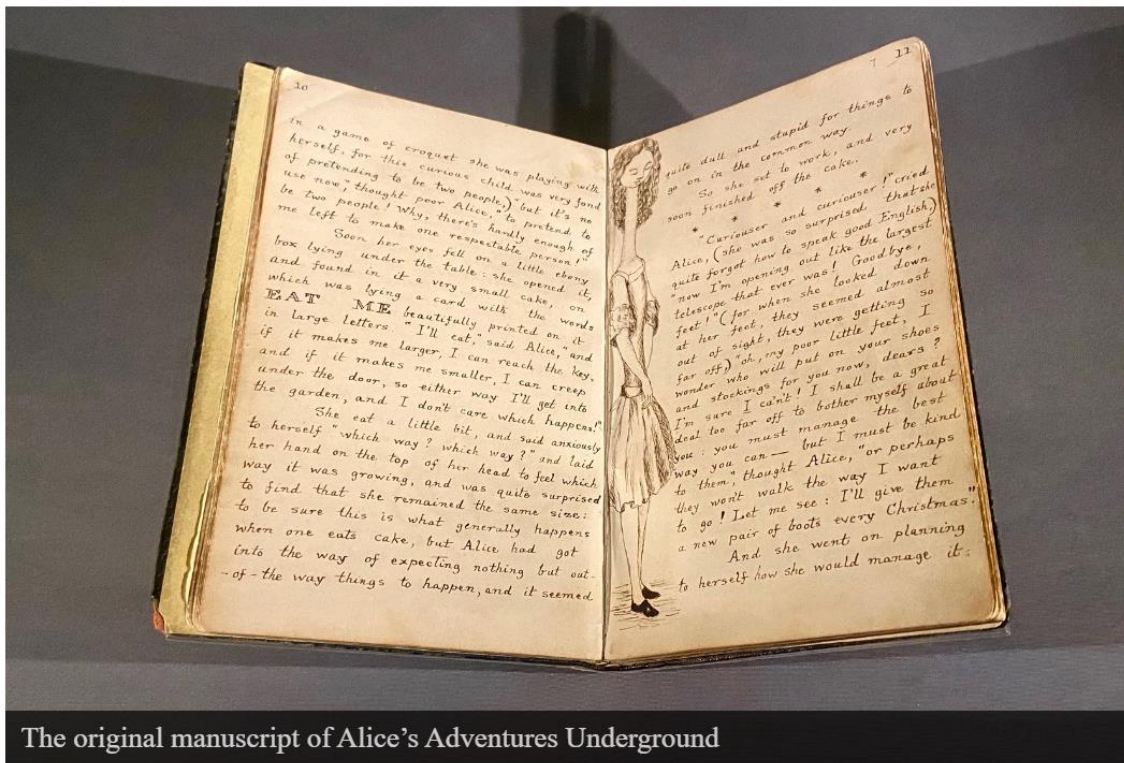 10
in a game of croquet she was playing with
herself, for this curious child was very fond
of pretending to be two people,) "but it's no
use now," thought poor Alice, "to pretend to
be two people! Why, there's hardly enough of
me left to make one respectable person!"
Soon her eyes fell on a little ebony
box lying under the table: she opened it,
and found in it a very small cake, on
which was lying a card with the words
EAT ME beautifully printed on it
in large letters. "I'll eat," said Alice, "and
if it makes me larger, I can reach the key,
and if it makes me smaller, I can creep
under the door, so either way I'll get into
the garden, and I don't care which happens!"
She eat a little bit, and said anxiously
to herself "which way? which way?" and laid
her hand on the top of her head to feel which
way it was growing, and was quite surprised
to find that she remained the same size:
to be sure this is what generally happens
when one eats cake, but Alice had got
into the way of expecting nothing but out-
-of-the way things to happen, and it seemed
11
quite dull and stupid for things to
go on in the common way.
So she set to work, and very
soon finished off the cake.
* * * *
"Curiouser and curiouser!" cried
Alice, (she was so surprised that she
quite forgot how to speak good English,)
"now I'm opening out like the largest
telescope that ever was! Goodbye,
feet!" (for when she looked down
at her feet, they seemed almost
out of sight, they were getting so
far off,) "oh, my poor little feet, I
wonder who will put on your shoes
and stockings for you now, dears?
I'm sure I can't! I shall be a great
deal too far off to bother myself about
you: you must manage the best
way you can— but I must be kind
to them", thought Alice, "or perhaps
they won't walk the way I want
to go! Let me see: I'll give them
a new pair of boots every Christmas."
And she went on planning
to herself how she would manage it:
The original manuscript of Alice's Adventures Underground